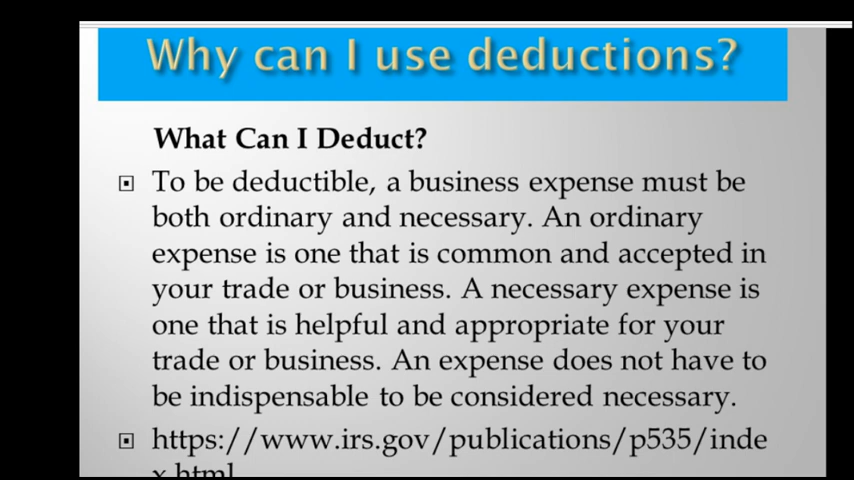 Why can I use deductions?
What Can I Deduct?
To be deductible, a business expense must be
both ordinary and necessary. An ordinary
expense is one that is common and accepted in
your trade or business. A necessary expense is
one that is helpful and appropriate for your
trade or business. An expense does not have to
be indispensable to be considered necessary.
https://www.irs.gov/publications/p535/inde
x.html